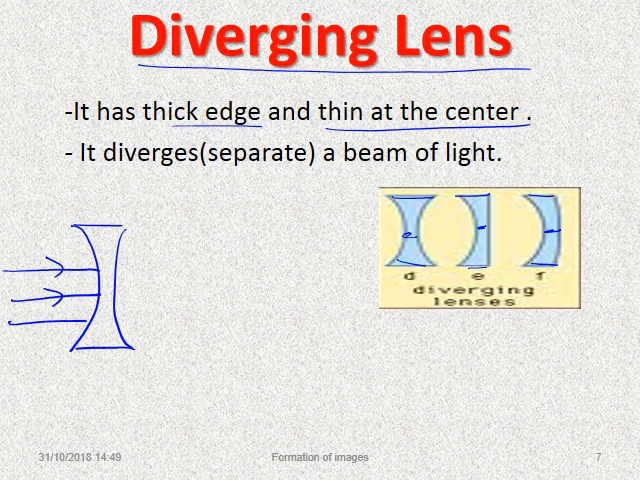 Diverging Lens
-It has thick edge and thin at the center .
- It diverges(separate) a beam of light.
d e f
diverging
lenses
31/10/2018 14:49 Formation of images 7